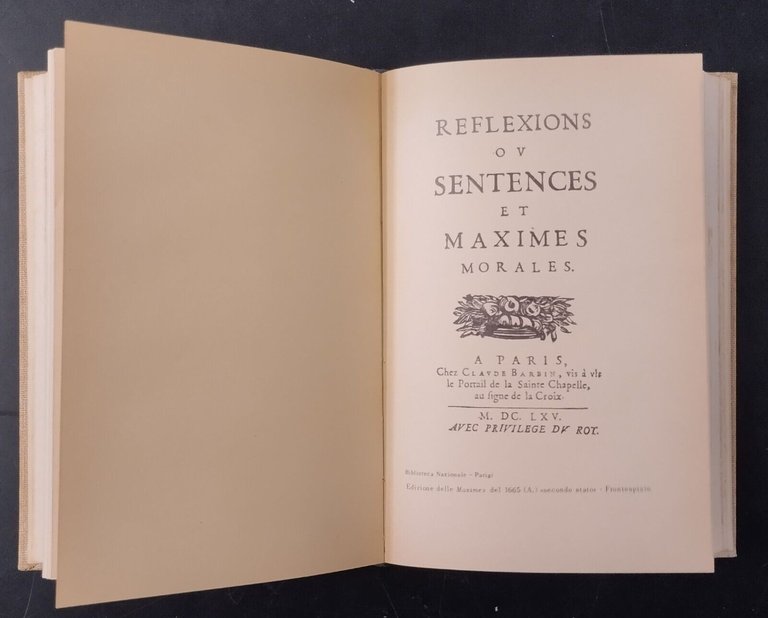 REFLEXIONS
OV
SENTENCES
ET
MAXIMES
MORALES.
A PARIS,
Chez CLAVDE BARBIN, vis à vis
le Portail de la Sainte Chapelle,
au ſigne de la Croix.
M. DC. LXV.
AVEC PRIVILEGE DV ROY.
Biblioteca Nazionale - Parigi
Edizione delle Maximes del 1665 (A.) «secondo stato» - Frontespizio